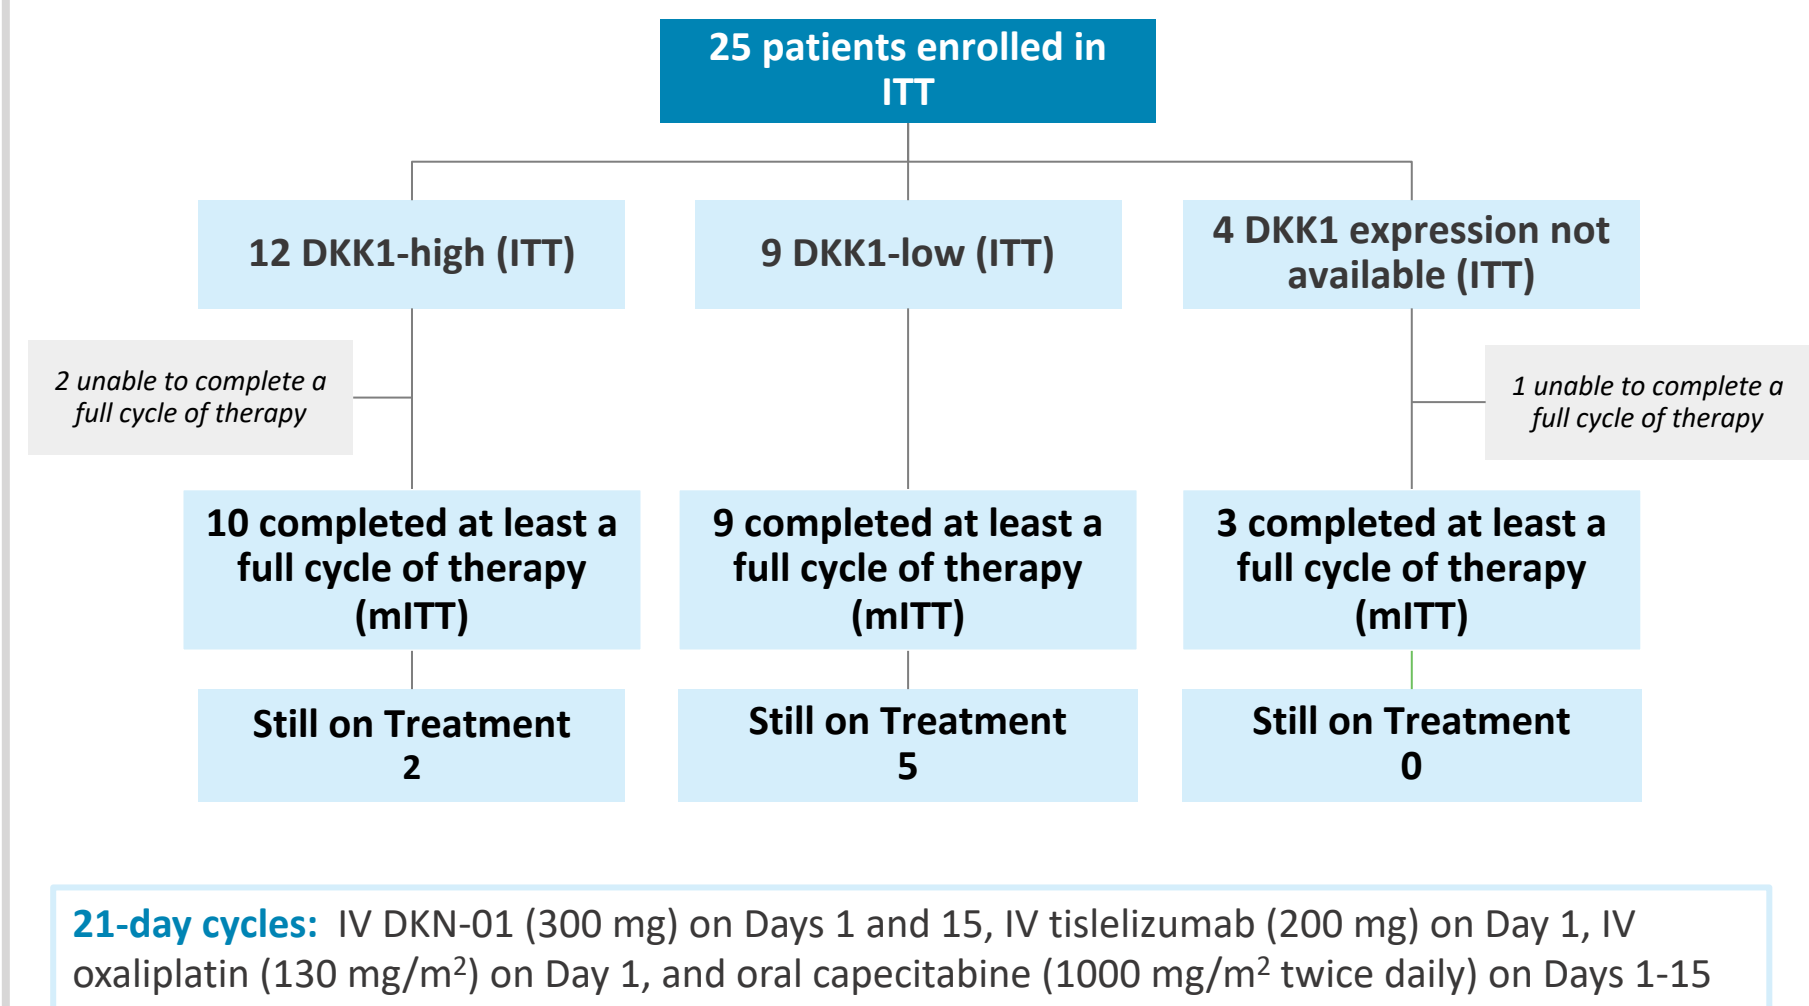 25 patients enrolled in
ITT
12 DKK1-high (ITT)
9 DKK1-low (ITT)
4 DKK1 expression not
available (ITT)
2 unable to complete a
full cycle of therapy
1 unable to complete a
full cycle of therapy
10 completed at least a
full cycle of therapy
(mITT)
9 completed at least a
full cycle of therapy
(mITT)
3 completed at least a
full cycle of therapy
(mITT)
Still on Treatment
2
Still on Treatment
5
Still on Treatment
0
21-day cycles: IV DKN-01 (300 mg) on Days 1 and 15, IV tislelizumab (200 mg) on Day 1, IV
oxaliplatin (130 mg/m²) on Day 1, and oral capecitabine (1000 mg/m² twice daily) on Days 1-15